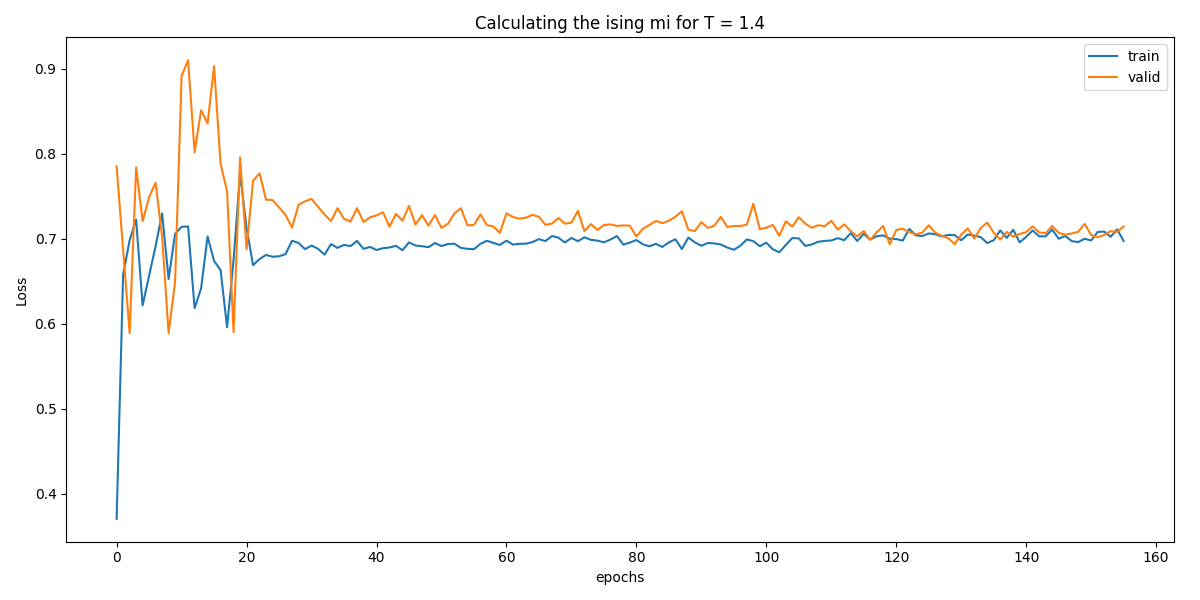 Calculating the ising mi for T = 1.4
train
valid
0.9
0.8
0.7
0.6
0.5
0.4
Loss
0 20 40 60 80 100 120 140 160
epochs